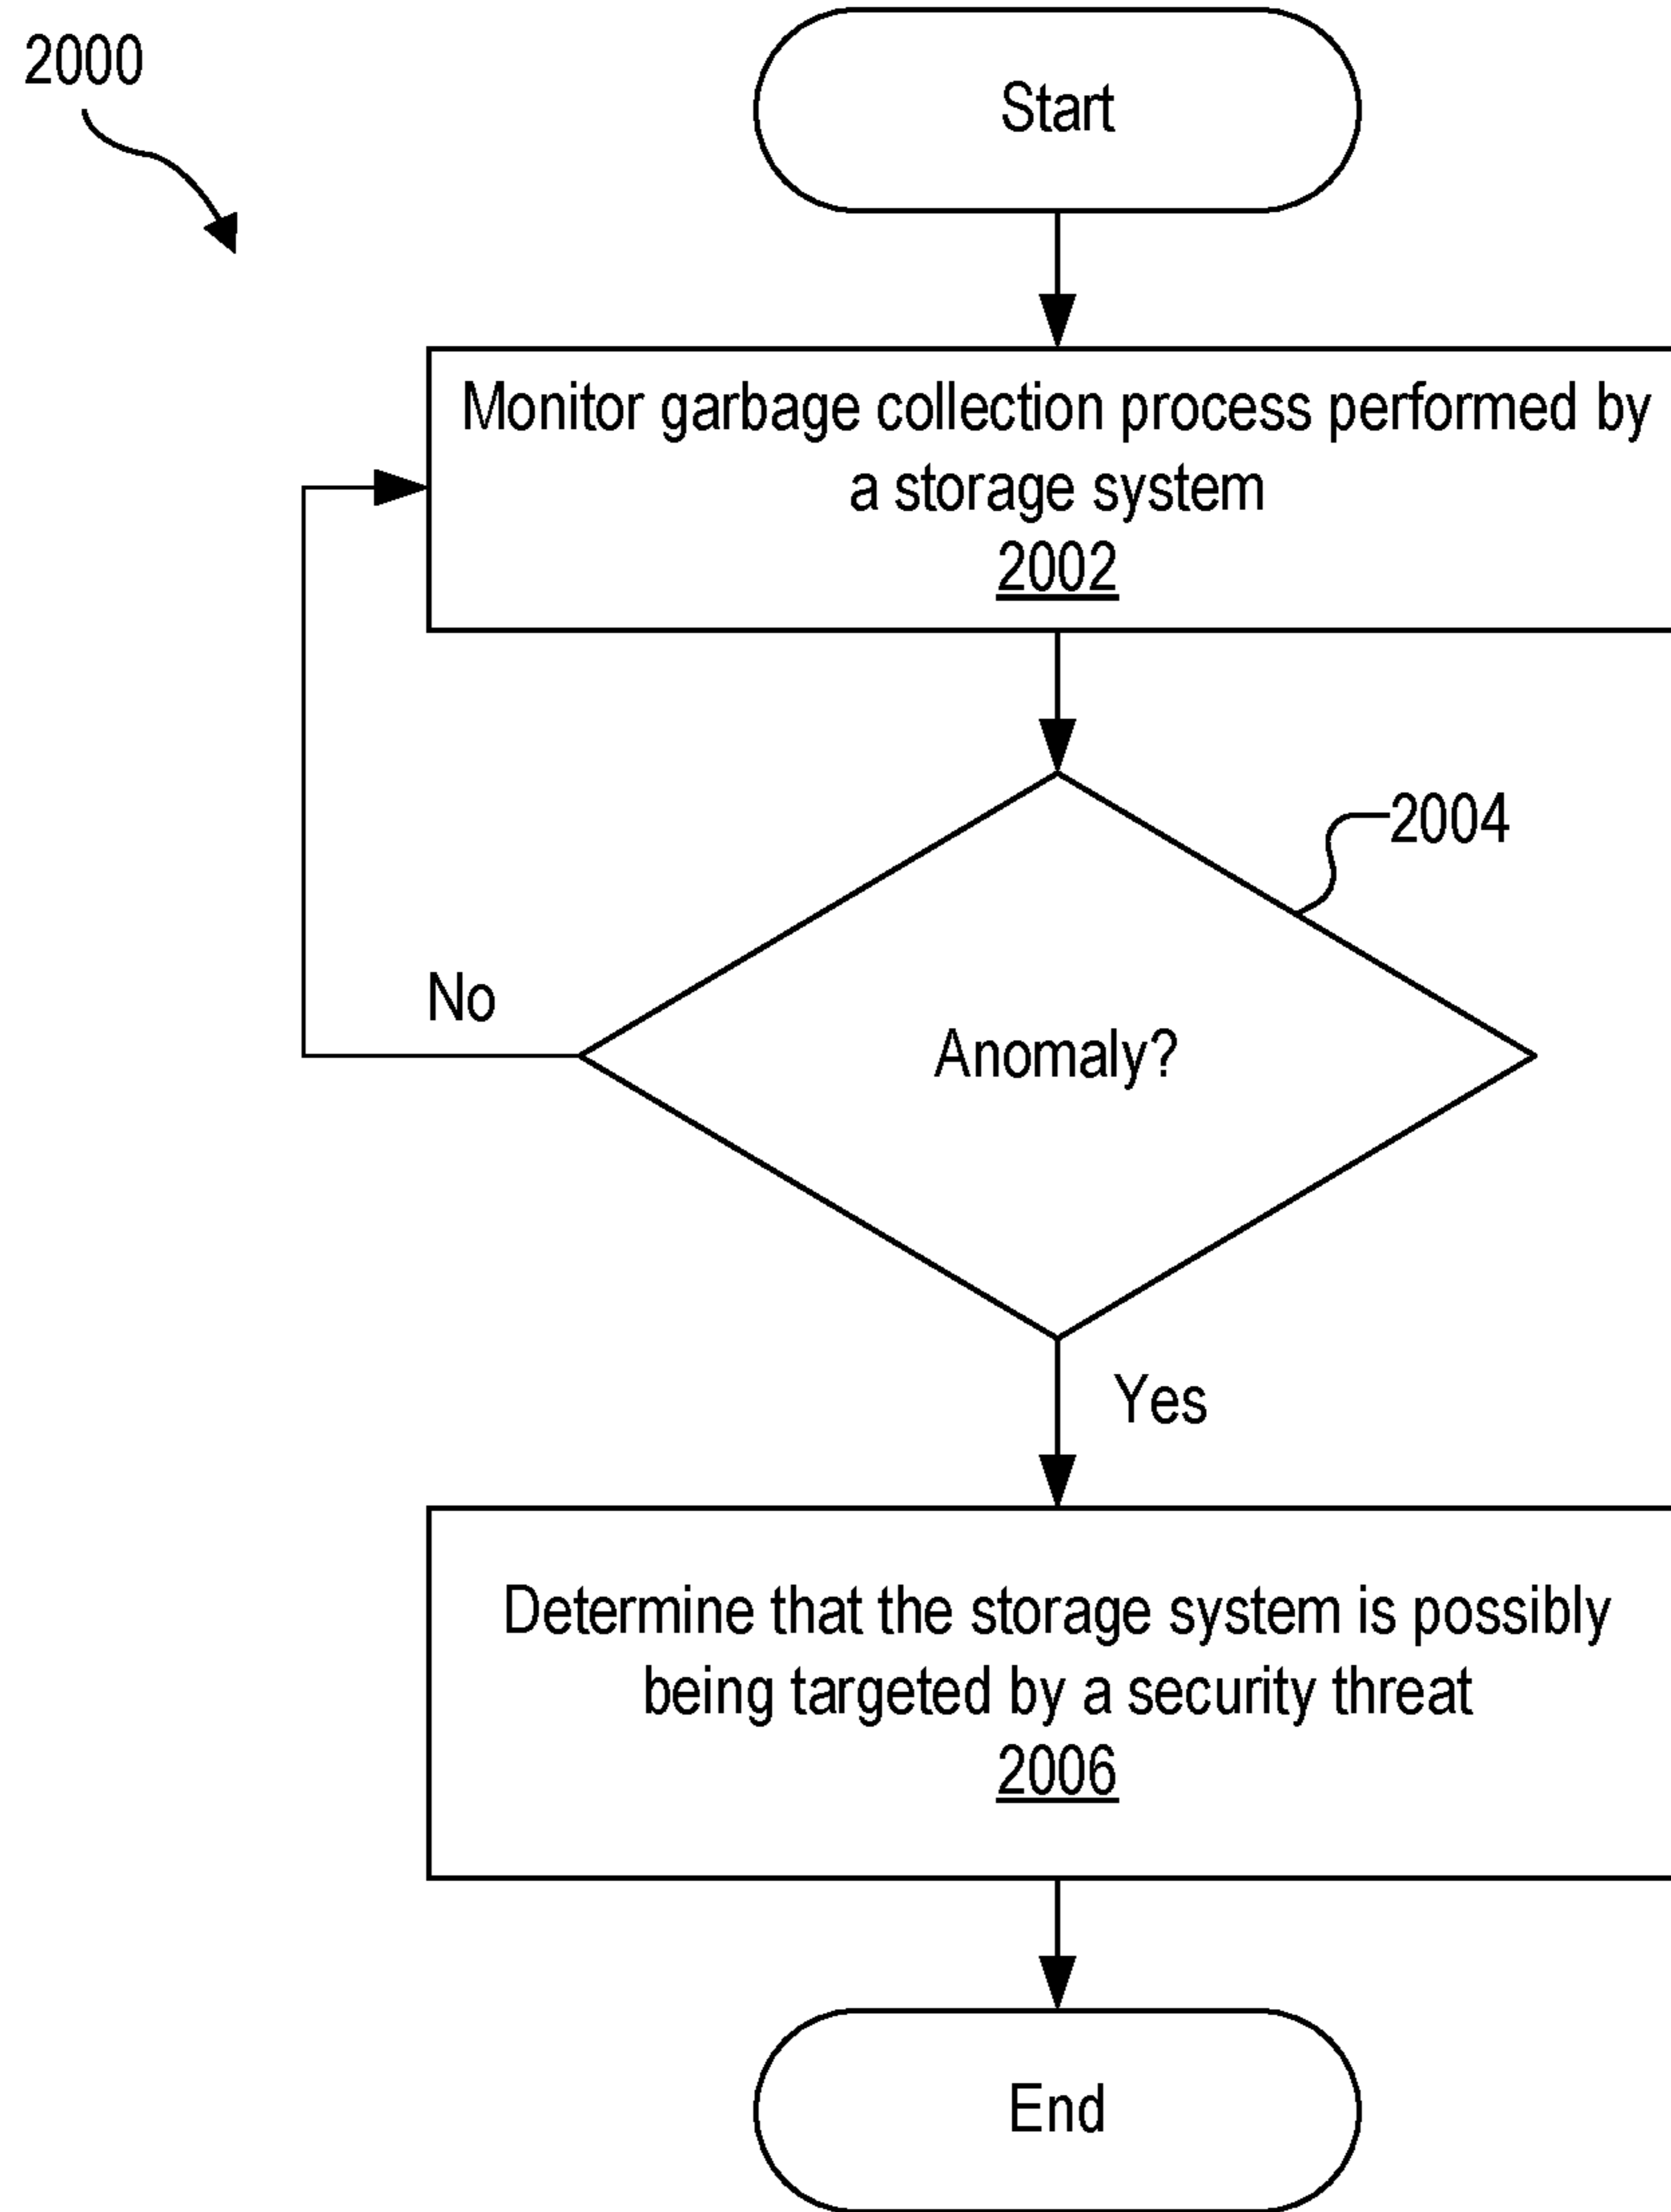 2000
Start
Monitor garbage collection process performed by
a storage system
2002
2004
Anomaly?
No
Yes
Determine that the storage system is possibly
being targeted by a security threat
2006
End